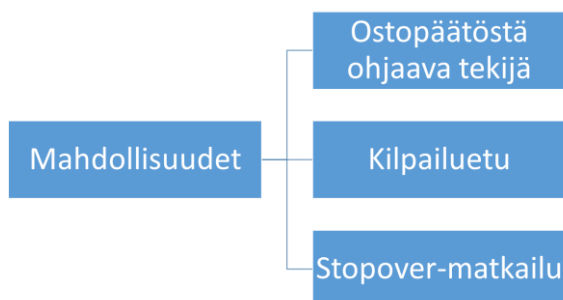 Ostopäätöstä
ohjaava tekijä
Mahdollisuudet
Kilpailuetu
Stopover-matkailu